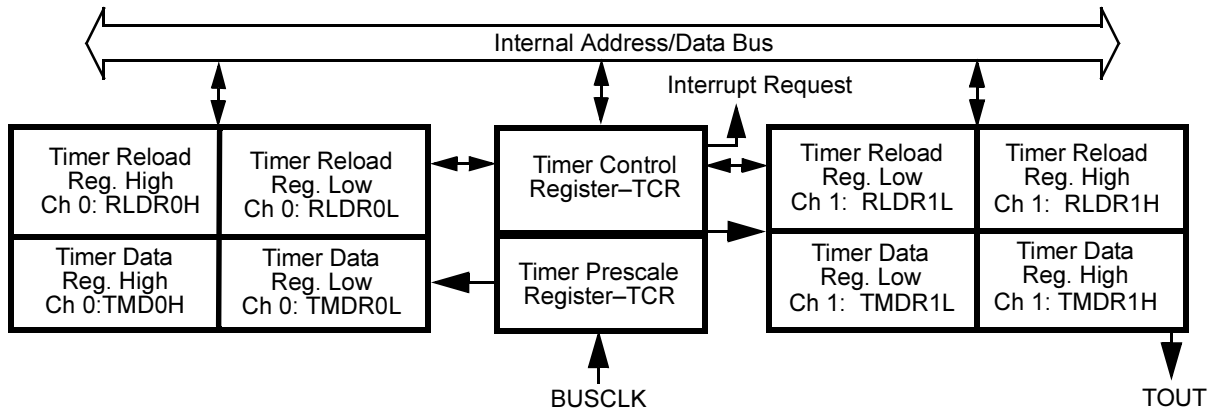 Internal Address/Data Bus
Interrupt Request
Timer Reload
Reg. High
Ch 0: RLDR0H
Timer Reload
Reg. Low
Ch 0: RLDR0L
Timer Control
Register–TCR
Timer Reload
Reg. Low
Ch 1: RLDR1L
Timer Reload
Reg. High
Ch 1: RLDR1H
Timer Data
Reg. High
Ch 0:TMD0H
Timer Data
Reg. Low
Ch 0: TMDR0L
Timer Prescale
Register–TCR
Timer Data
Reg. Low
Ch 1: TMDR1L
Timer Data
Reg. High
Ch 1: TMDR1H
BUSCLK
TOUT